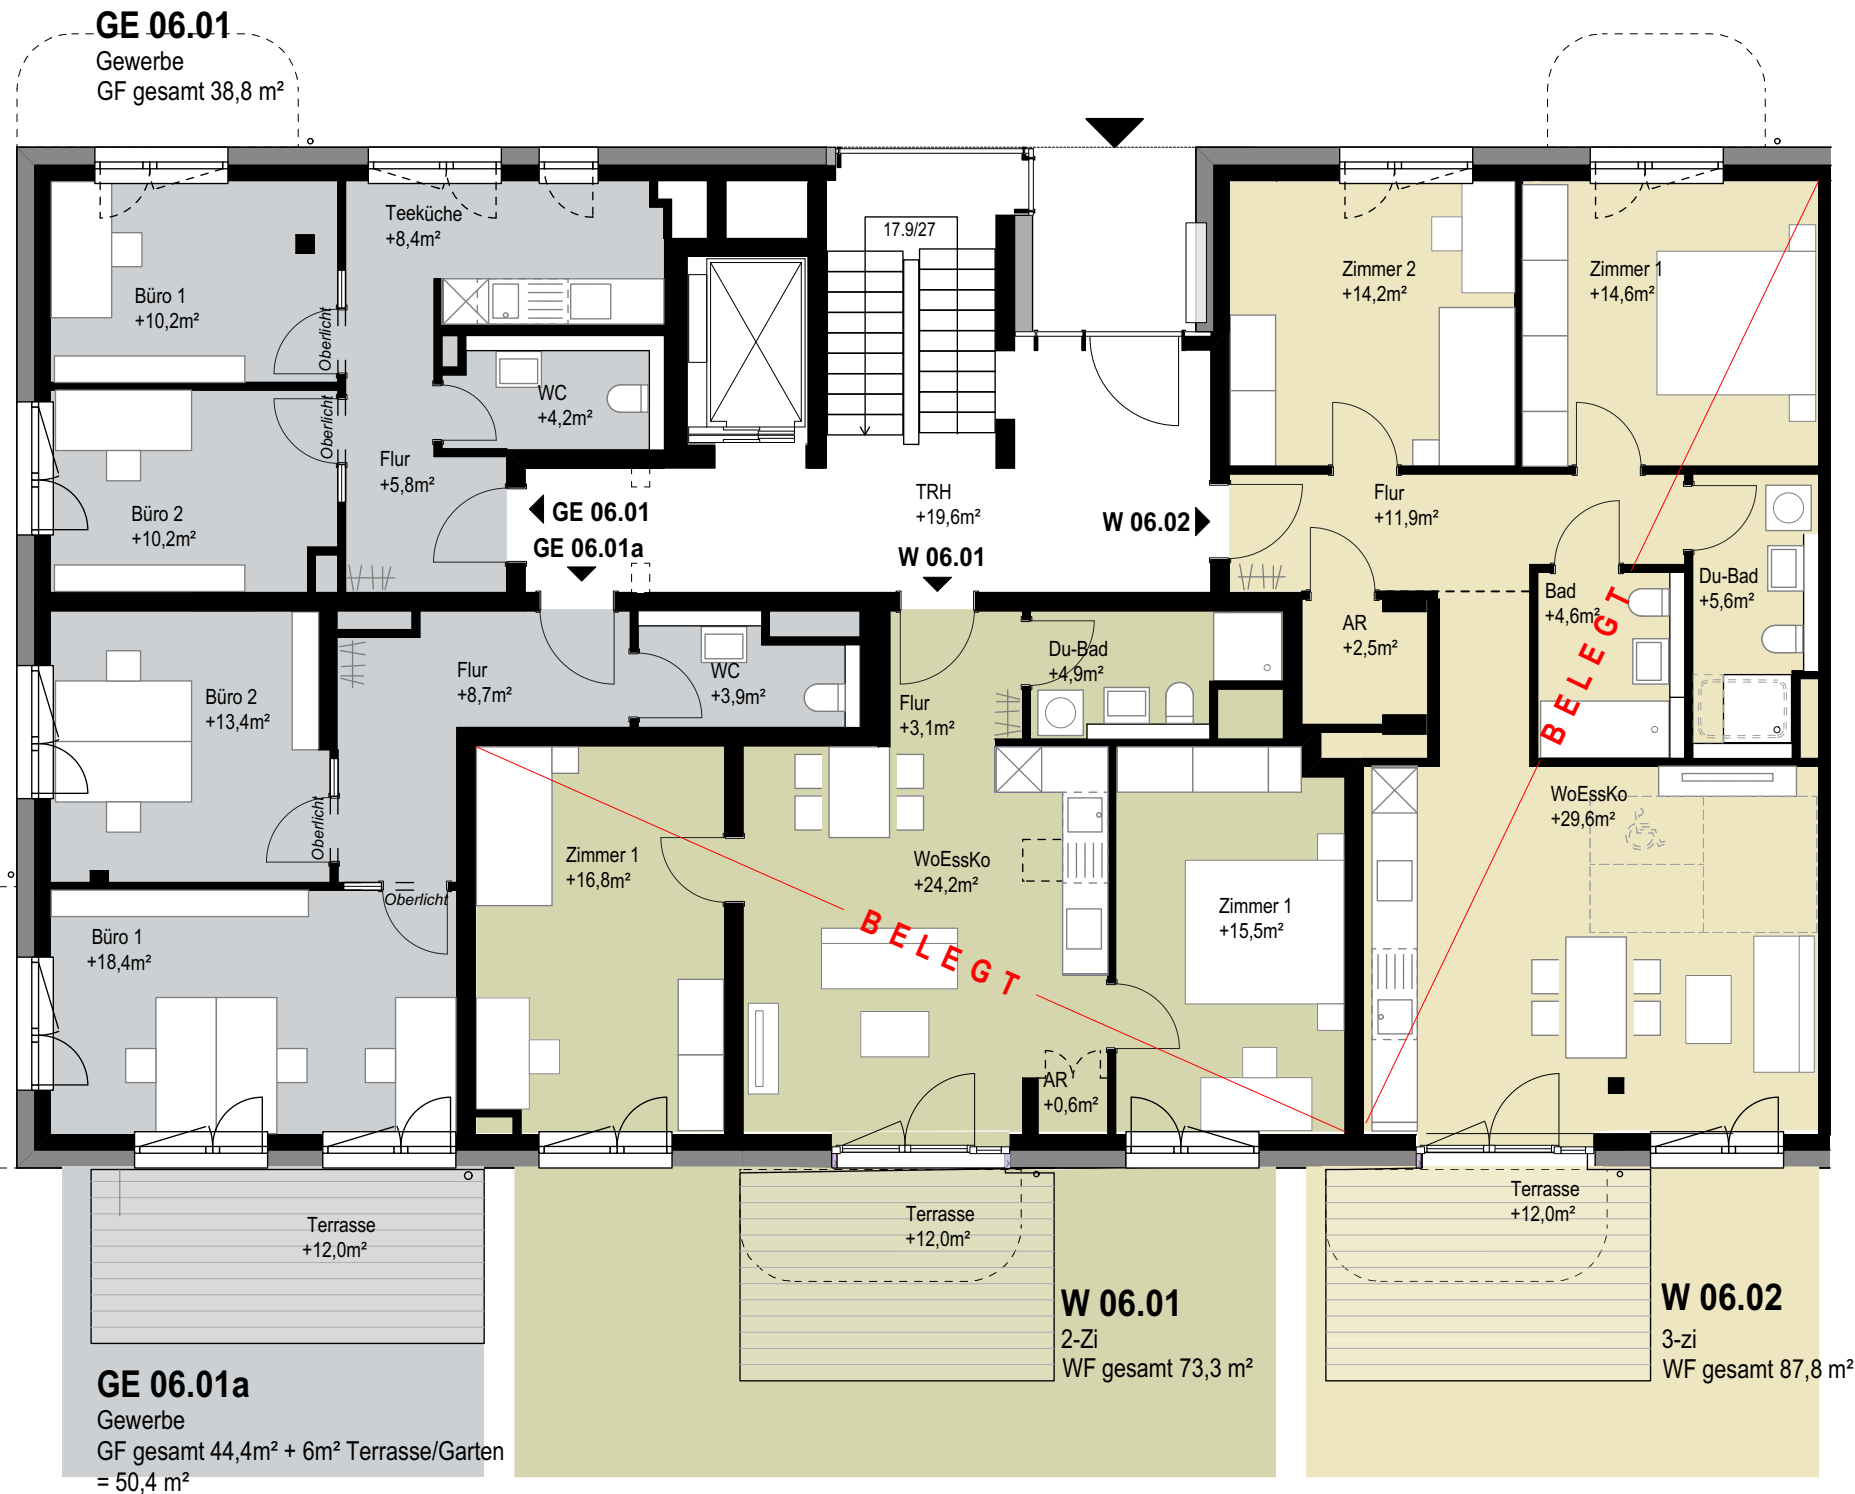 GE 06.01
Gewerbe
GF gesamt 38,8 m²
Teeküche
+8,4m²
17.9/27
Büro 1
+10,2m²
Oberlicht
Zimmer 2
+14,2m²
Zimmer 1
+14,6m²
WC
+4,2m²
Oberlicht
Flur
+5,8m²
Büro 2
+10,2m²
GE 06.01
GE 06.01a
TRH
+19,6m²
W 06.01
W 06.02
Flur
+11,9m²
Bad
+4,6m²
Du-Bad
+5,6m²
AR
+2,5m²
BELEGT
Büro 2
+13,4m²
Flur
+8,7m²
WC
+3,9m²
Du-Bad
+4,9m²
Flur
+3,1m²
Oberlicht
Oberlicht
Zimmer 1
+16,8m²
WoEssKo
+24,2m²
BELEGT
Zimmer 1
+15,5m²
WoEssKo
+29,6m²
Büro 1
+18,4m²
AR
+0,6m²
Terrasse
+12,0m²
Terrasse
+12,0m²
Terrasse
+12,0m²
W 06.01
2-Zi
WF gesamt 73,3 m²
W 06.02
3-zi
WF gesamt 87,8 m²
GE 06.01a
Gewerbe
GF gesamt 44,4m² + 6m² Terrasse/Garten
= 50,4 m²